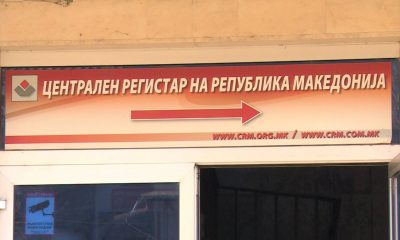 ЦЕНТРАЛЕН РЕГИСТАР НА РЕПУБЛИКА МАКЕДОНИЈА
WWW.CRM.ORG.MK / WWW.CRM.COM.MK